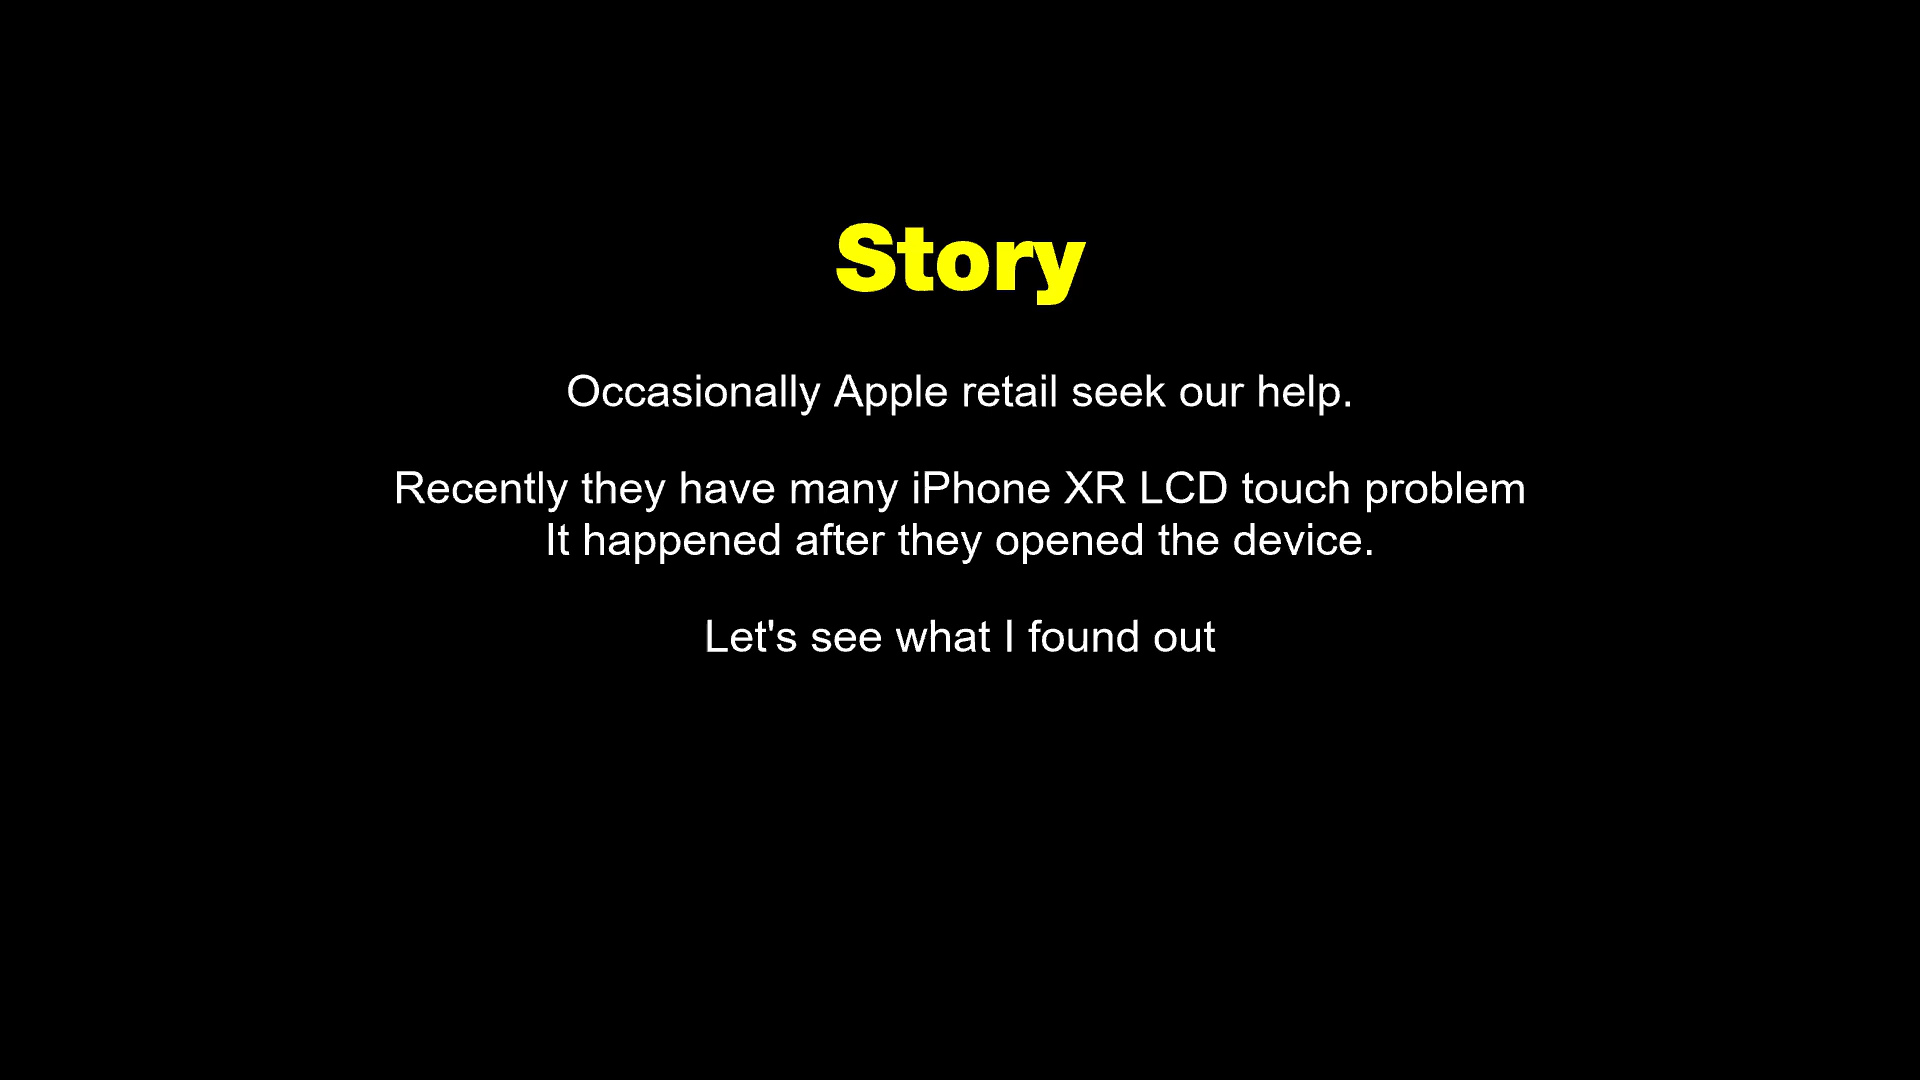 Story
Occasionally Apple retail seek our help.
Recently they have many iPhone XR LCD touch problem
It happened after they opened the device.
Let's see what I found out